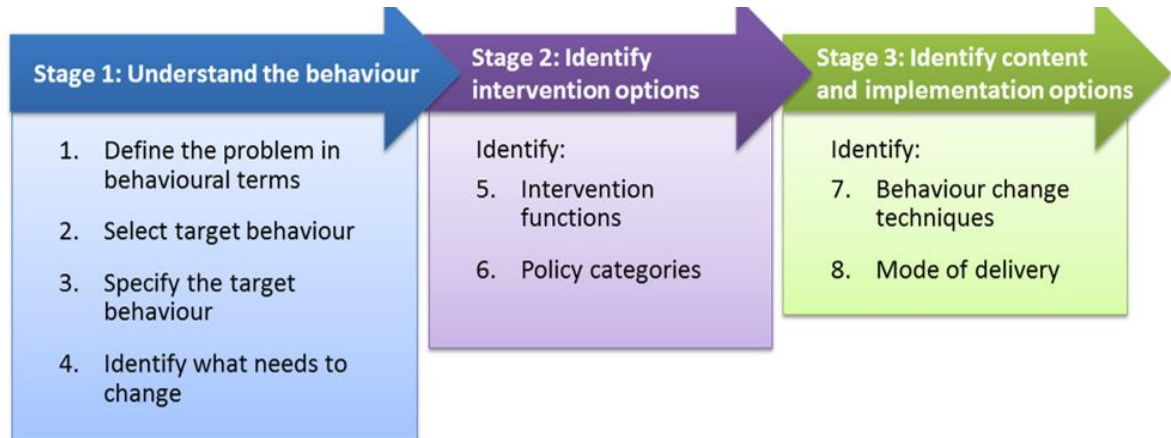 Stage 1: Understand the behaviour
1. Define the problem in
behavioural terms
2. Select target behaviour
3. Specify the target
behaviour
4. Identify what needs to
change
Stage 2: Identify
intervention options
Identify:
5. Intervention
functions
6. Policy categories
Stage 3: Identify content
and implementation options
Identify:
7. Behaviour change
techniques
8. Mode of delivery